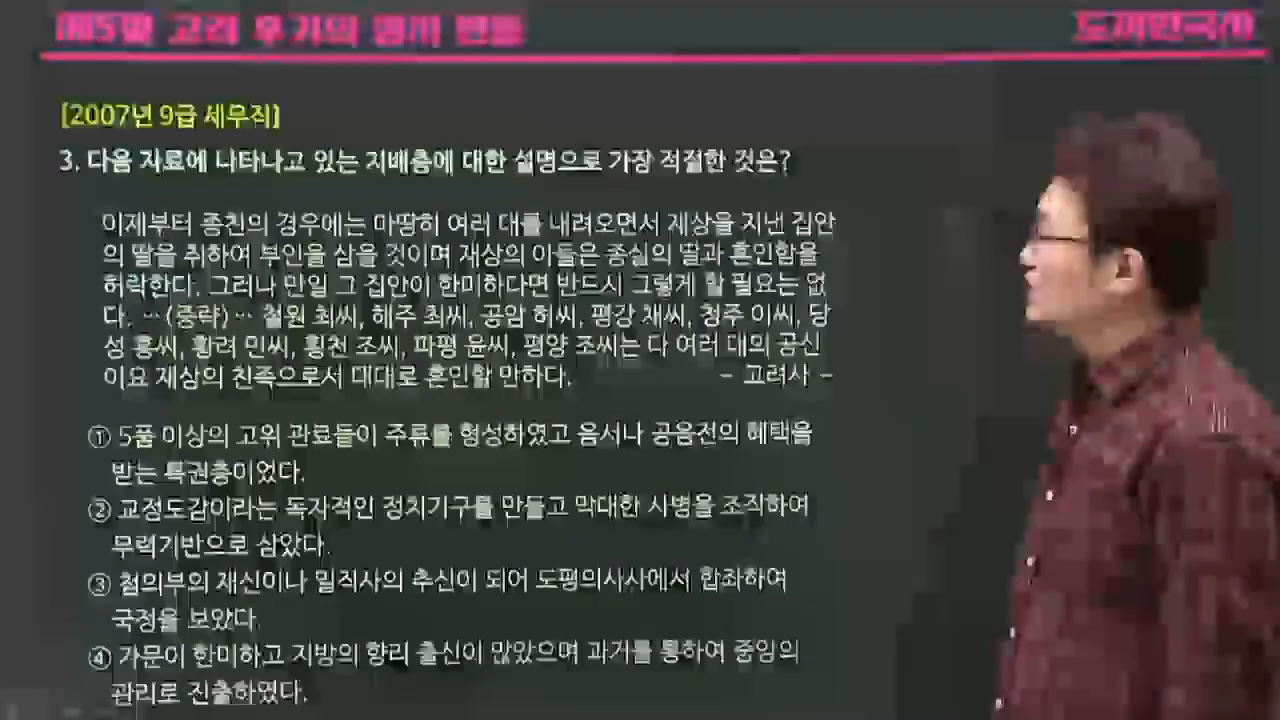 고려 후기의 정치 변동
[2007년 9급 세무직]
3. 다음 자료에 나타나고 있는 지배층에 대한 설명으로 가장 적절한 것은?
이제부터 종친의 경우에는 마땅히 여러 대를 내려오면서 재상을 지낸 집안
의 딸을 취하여 부인을 삼을 것이며 재상의 아들은 종실의 딸과 혼인함을
허락한다. 그러나 만일 그 집안이 한미하다면 반드시 그렇게 할 필요는 없
다. … (중략) … 철원 최씨, 해주 최씨, 공암 허씨, 평강 채씨, 청주 이씨, 당
성 홍씨, 황려 민씨, 횡천 조씨, 파평 윤씨, 평양 조씨는 다 여러 대의 공신
이요 재상의 친족으로서 대대로 혼인할 만하다. – 고려사 –
① 5품 이상의 고위 관료들이 주류를 형성하였고 음서나 공음전의 혜택을
받는 특권층이었다.
② 교정도감이라는 독자적인 정치기구를 만들고 막대한 사병을 조직하여
무력기반으로 삼았다.
③ 첨의부의 재신이나 밀직사의 추신이 되어 도평의사사에서 합좌하여
국정을 보았다.
④ 가문이 한미하고 지방의 향리 출신이 많았으며 과거를 통하여 중앙의
관리로 진출하였다.